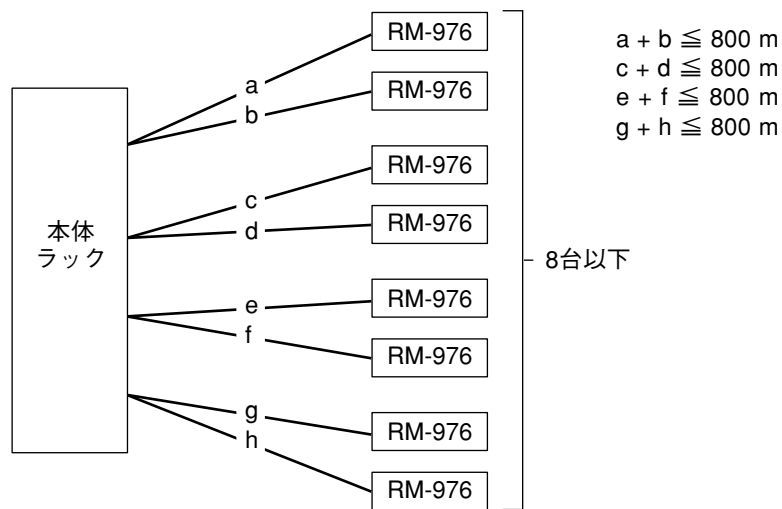 RM-976
a + b ≦ 800 m
a
RM-976
c + d ≦ 800 m
b
e + f ≦ 800 m
g + h ≦ 800 m
RM-976
c
本体
ラック
d
RM-976
8台以下
e
RM-976
f
RM-976
g
RM-976
h
RM-976